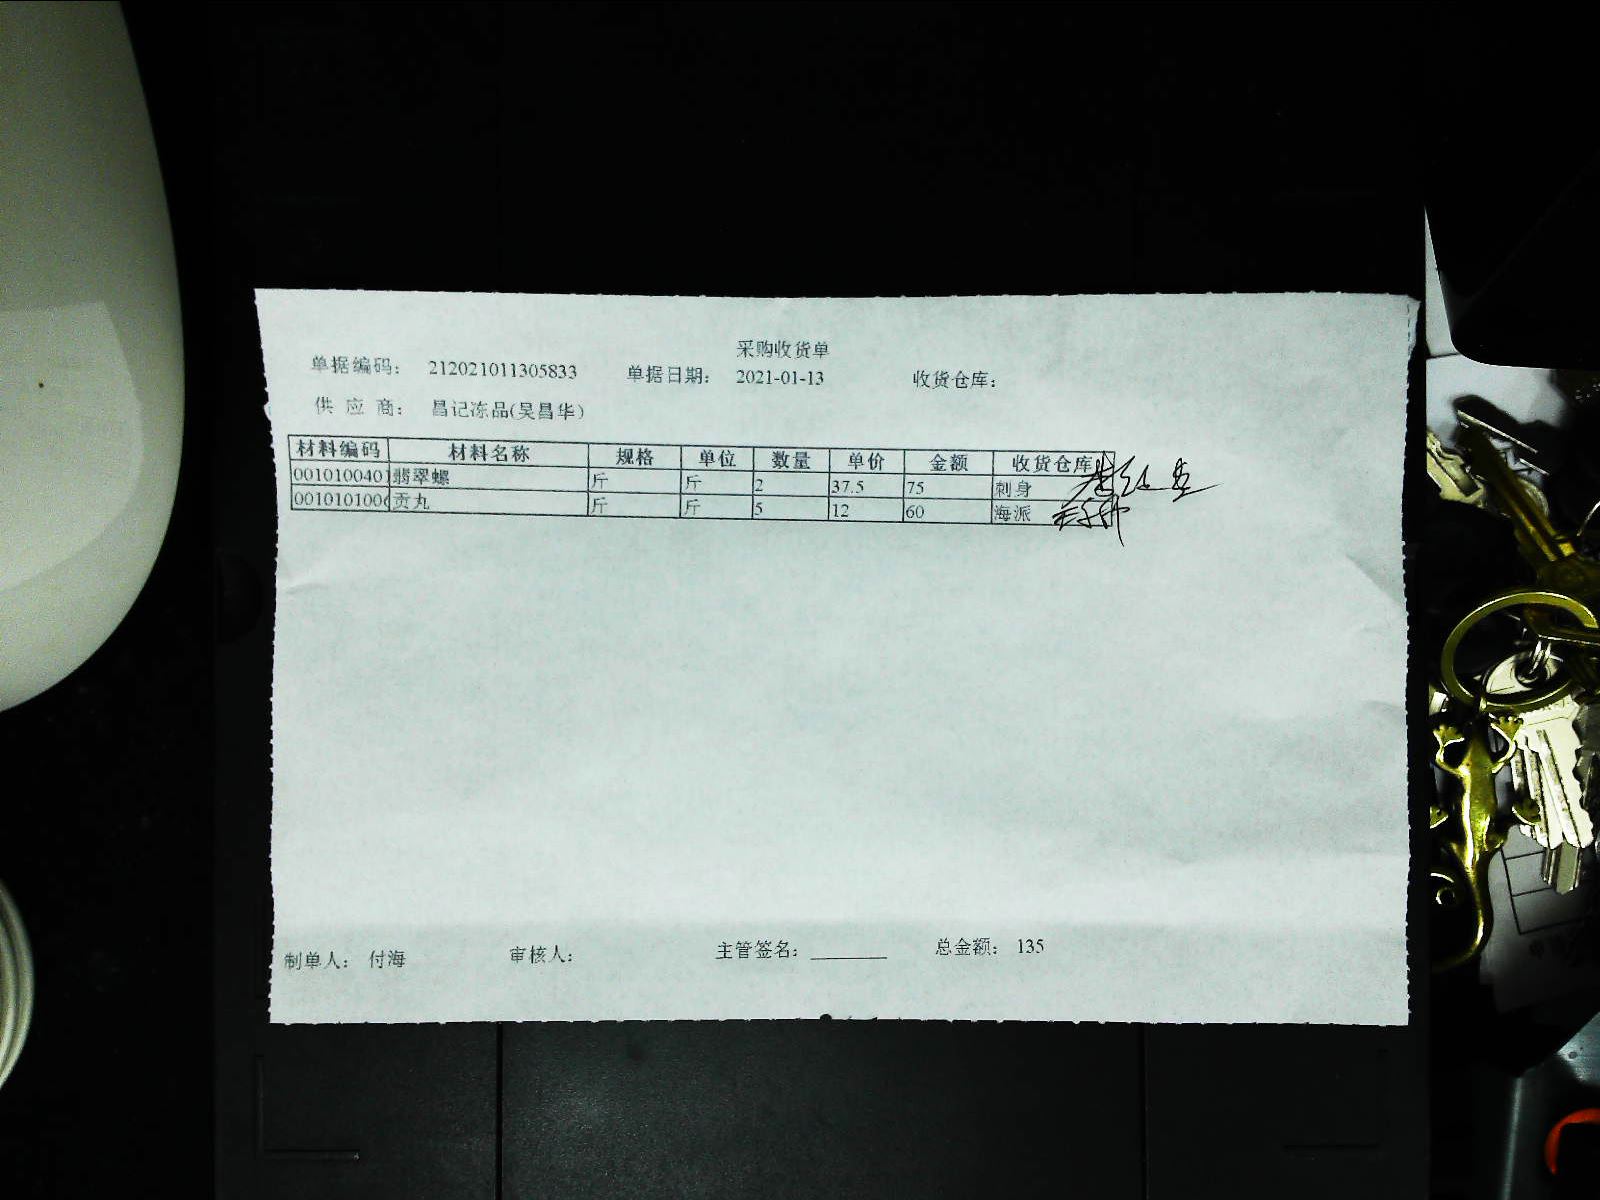 采购收货单
单据编码： 212021011305833 单据日期： 2021-01-13 收货仓库：
供 应 商： 昌记冻品(吴昌华)
材料编码 材料名称 规格 单位 数量 单价 金额 收货仓库
0010100401 翡翠螺 斤 斤 2 37.5 75 刺身
001010100 贡丸 斤 斤 5 12 60 海派
制单人： 付海 审核人： 主管签名： 总金额： 135